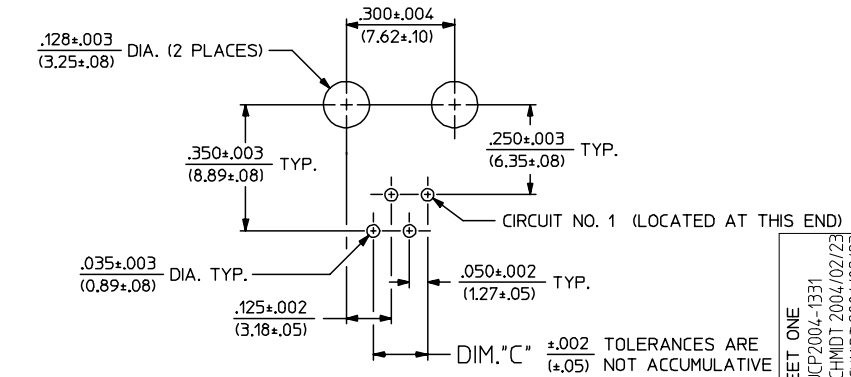 .300±.004
(7.62±.10)
.128±.003
(3.25±.08) DIA. (2 PLACES)
.250±.003
(6.35±.08) TYP.
.350±.003
(8.89±.08) TYP.
CIRCUIT NO. 1 (LOCATED AT THIS END)
.035±.003
(0.89±.08) DIA. TYP.
.050±.002
(1.27±.05) TYP.
.125±.002
(3.18±.05)
DIM."C" ±.002 TOLERANCES ARE
(±.05) NOT ACCUMULATIVE
EET ONE
UCP2004-1331
CHMIDT 2004/02/23